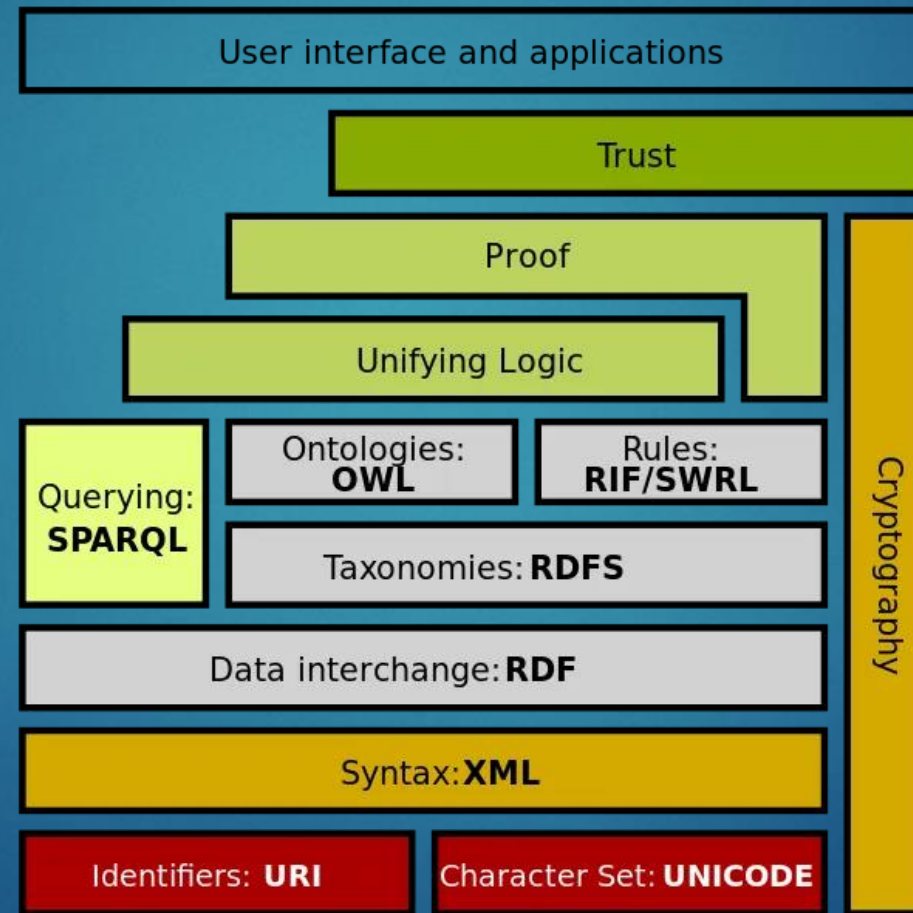 User interface and applications
Trust
Proof
Unifying Logic
Ontologies:
OWL
Rules:
RIF/SWRL
Querying:
SPARQL
Taxonomies: RDFS
Cryptography
Data interchange: RDF
Syntax: XML
Identifiers: URI
Character Set: UNICODE